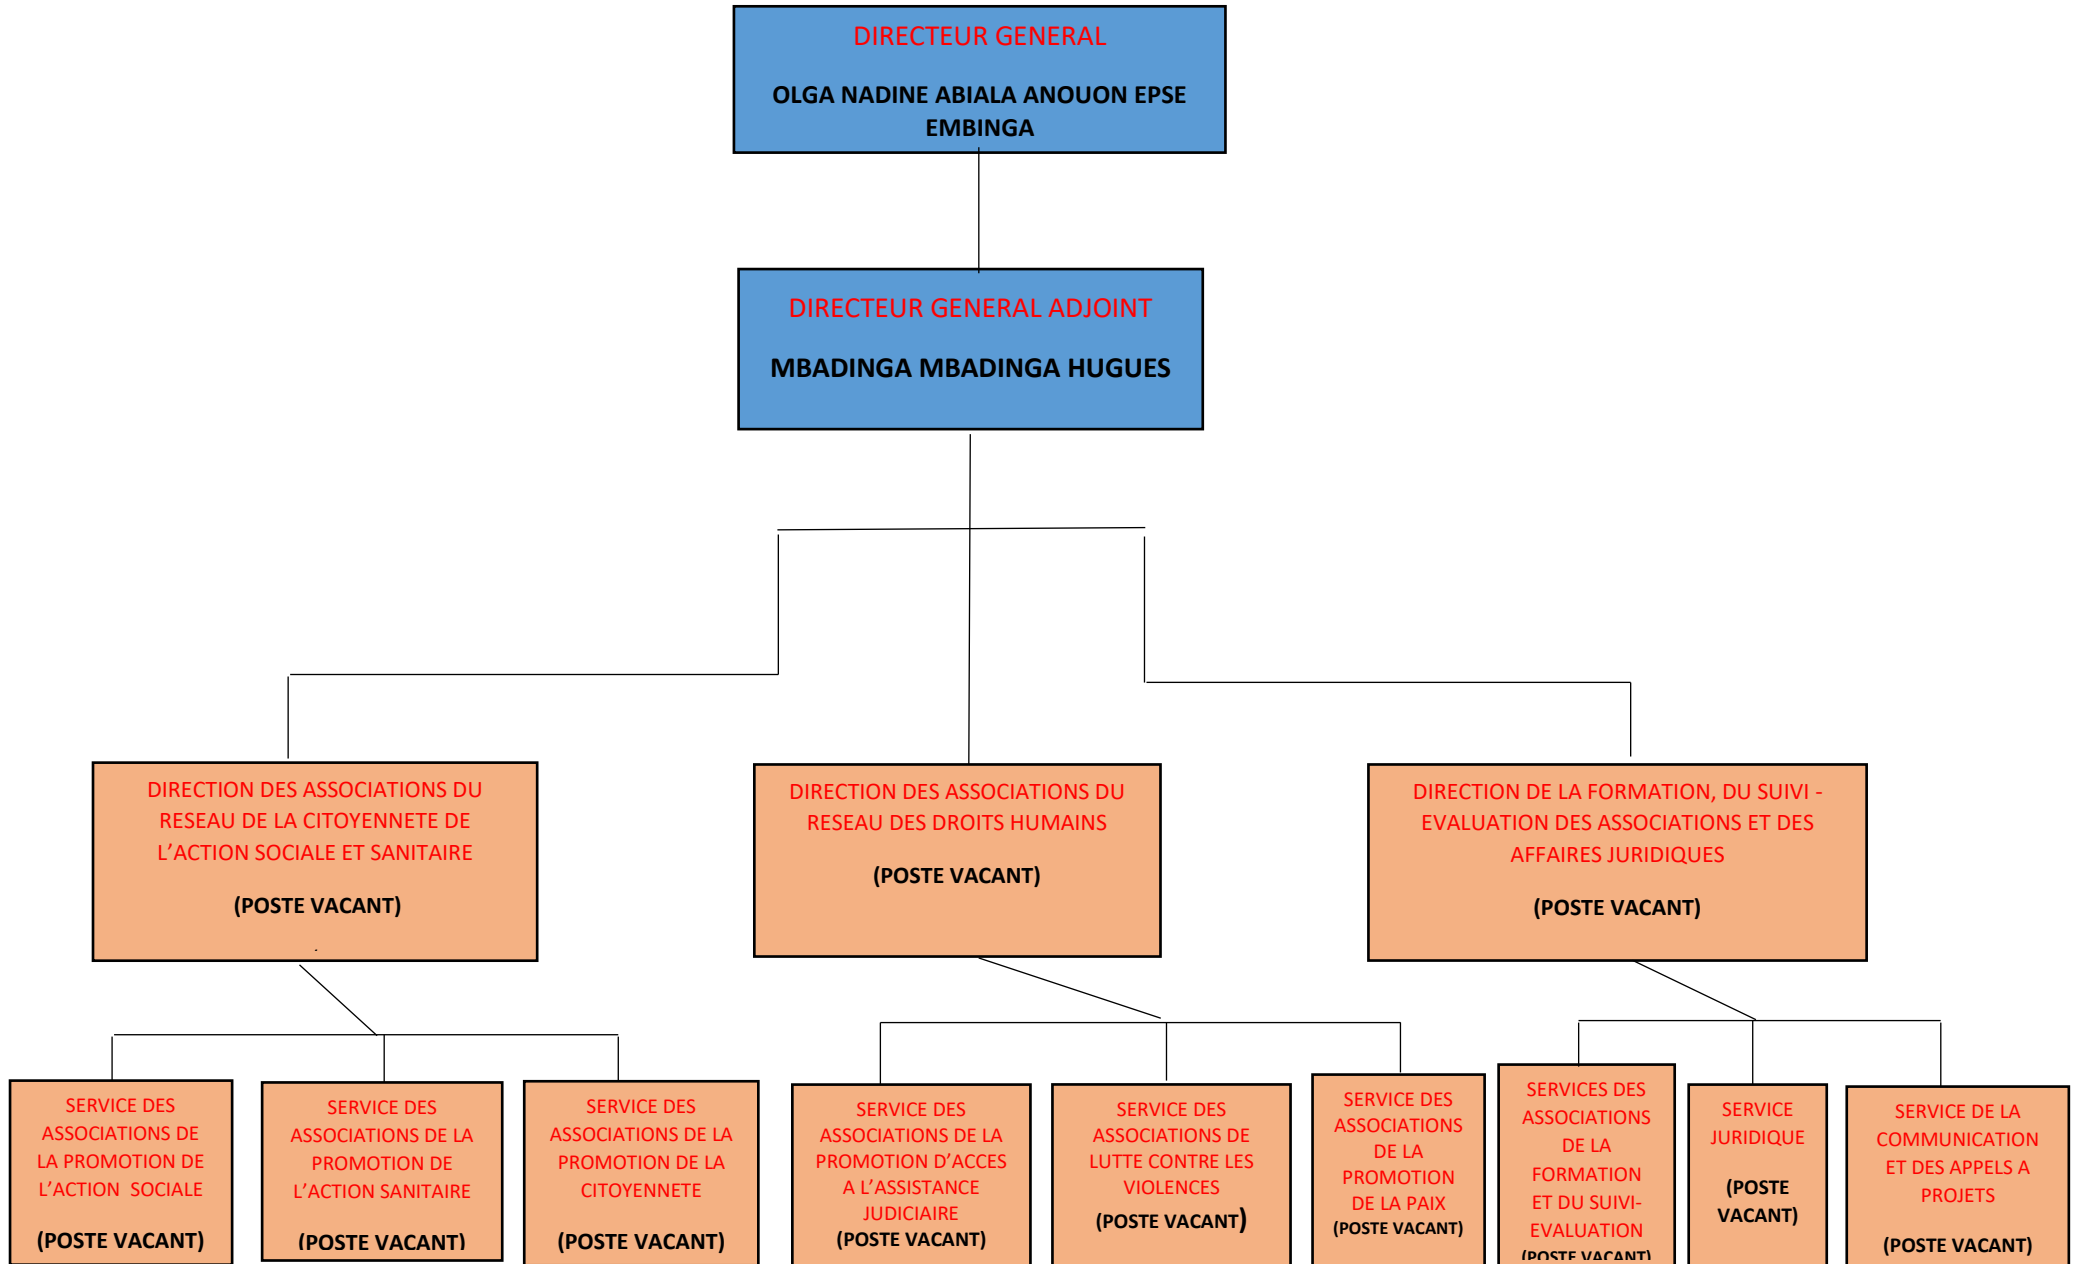 DIRECTEUR GENERAL
OLGA NADINE ABIALA ANOUON EPSE
EMBINGA
DIRECTEUR GENERAL ADJOINT
MBADINGA MBADINGA HUGUES
DIRECTION DES ASSOCIATIONS DU
RESEAU DE LA CITOYENNETE DE
L’ACTION SOCIALE ET SANITAIRE
(POSTE VACANT)
.
DIRECTION DES ASSOCIATIONS DU
RESEAU DES DROITS HUMAINS
(POSTE VACANT)
DIRECTION DE LA FORMATION, DU SUIVI -
EVALUATION DES ASSOCIATIONS ET DES
AFFAIRES JURIDIQUES
(POSTE VACANT)
SERVICE DES
ASSOCIATIONS DE
LA PROMOTION DE
L’ACTION  SOCIALE
(POSTE VACANT)
SERVICE DES
ASSOCIATIONS DE LA
PROMOTION DE
L’ACTION SANITAIRE
(POSTE VACANT)
SERVICE DES
ASSOCIATIONS DE LA
PROMOTION DE LA
CITOYENNETE
(POSTE VACANT)
SERVICE DES
ASSOCIATIONS DE LA
PROMOTION D’ACCES
A L’ASSISTANCE
JUDICIAIRE
(POSTE VACANT)
SERVICE DES
ASSOCIATIONS DE
LUTTE CONTRE LES
VIOLENCES
(POSTE VACANT)
SERVICE DES
ASSOCIATIONS
DE LA
PROMOTION
DE LA PAIX
(POSTE VACANT)
SERVICES DES
ASSOCIATIONS
DE LA
FORMATION
ET DU SUIVI-
EVALUATION
(POSTE VACANT)
SERVICE
JURIDIQUE
(POSTE
VACANT)
SERVICE DE LA
COMMUNICATION
ET DES APPELS A
PROJETS
(POSTE VACANT)